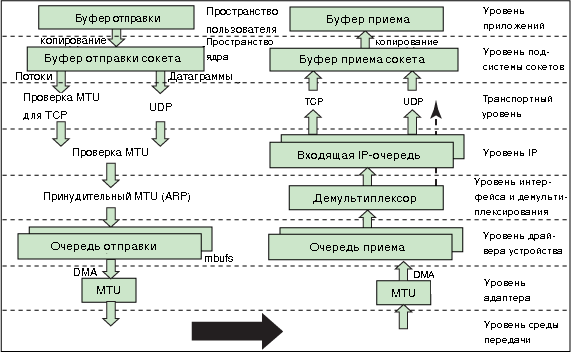 Буфер отправки
Пространство
пользователя
Буфер приема
Уровень
приложений
копирование
Пространство
ядра
копирование
Буфер отправки сокета
Буфер приема сокета
Уровень под-
системы сокетов
Потоки
Датаграммы
Проверка MTU
для TCP
UDP
TCP
UDP
Транспортный
уровень
Проверка MTU
Входящая IP-очередь
Уровень IP
Принудительный MTU (ARP)
Демультиплексор
Уровень интер-
фейса и демульти-
плексирования
Очередь отправки
mbufs
Очередь приема
Уровень драй-
вера устройства
DMA
DMA
MTU
MTU
Уровень
адаптера
Уровень среды
передачи